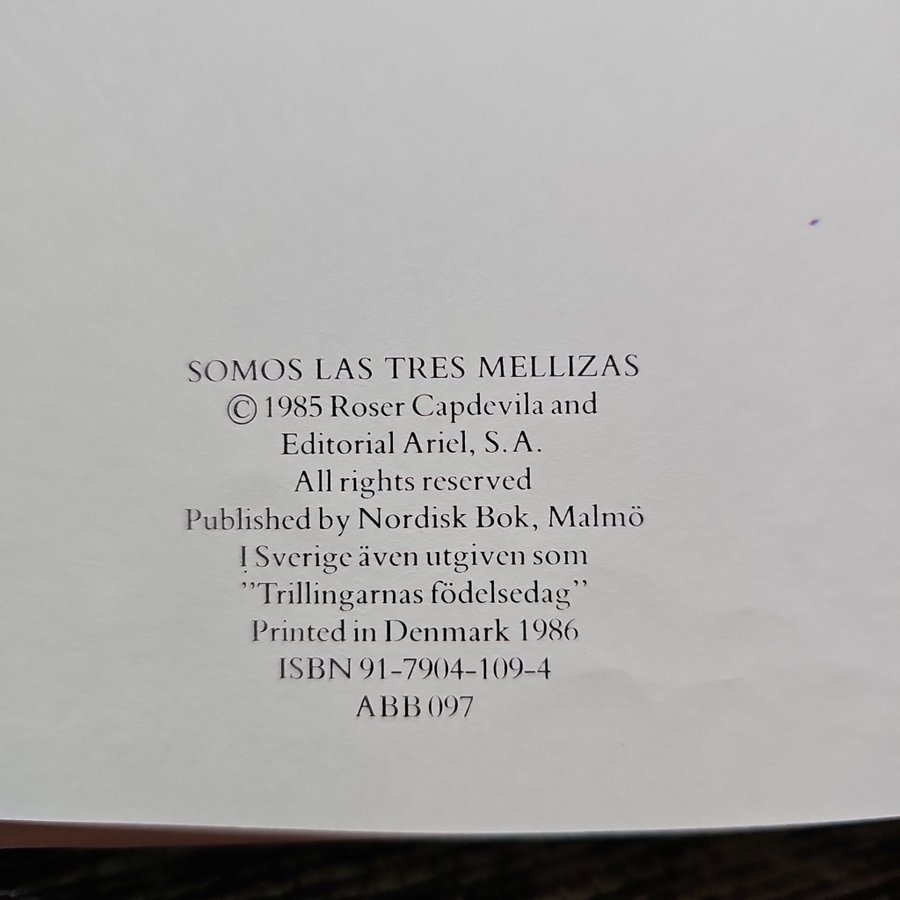 SOMOS LAS TRES MELLIZAS
© 1985 Roser Capdevila and
Editorial Ariel, S.A.
All rights reserved
Published by Nordisk Bok, Malmö
I Sverige även utgiven som
”Trillingarnas födelsedag”
Printed in Denmark 1986
ISBN 91-7904-109-4
ABB 097